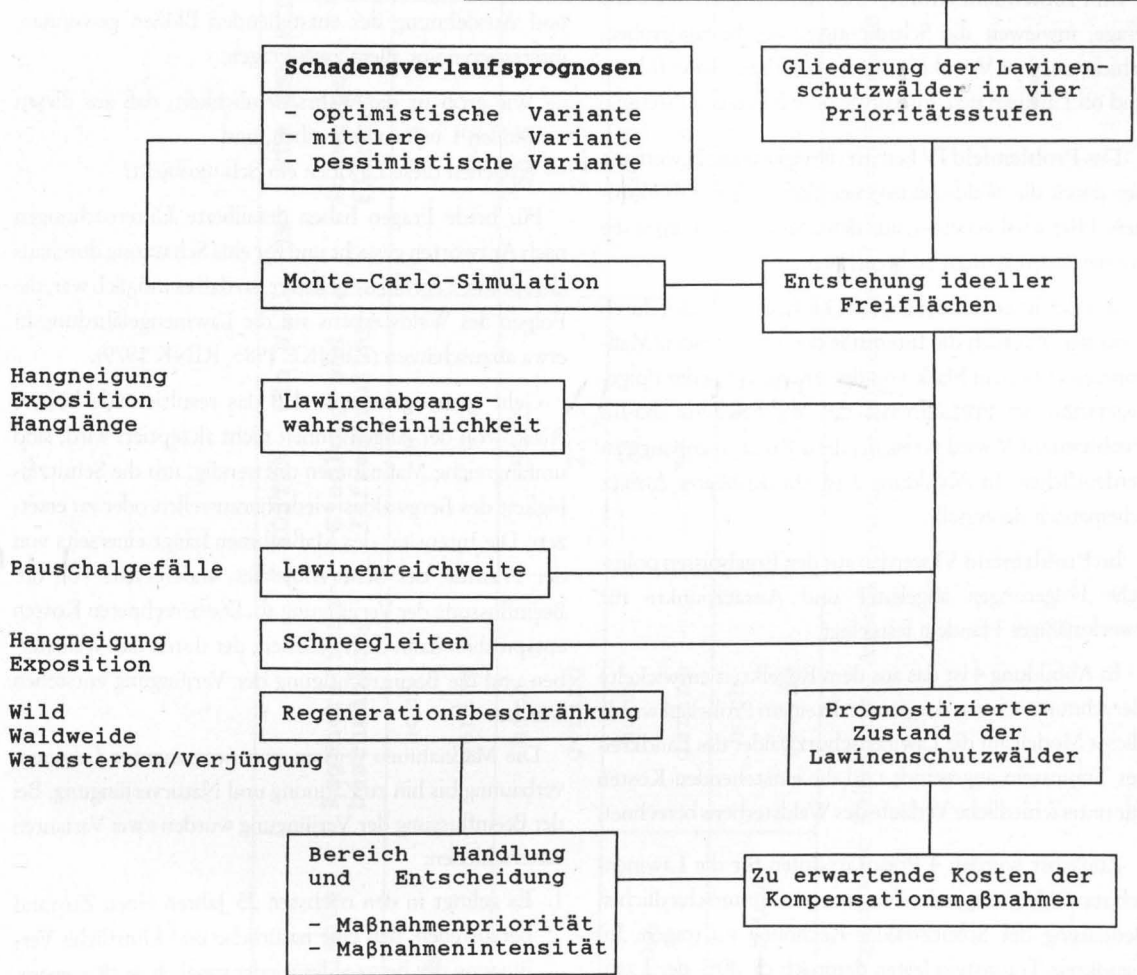 Schadensverlaufsprognosen
- optimistische Variante
- mittlere Variante
- pessimistische Variante
Gliederung der Lawinen-
schutzwälder in vier
Prioritätsstufen
Monte-Carlo-Simulation
Entstehung ideeller
Freiflächen
Hangneigung
Exposition
Hanglänge
Lawinenabgangs-
wahrscheinlichkeit
Pauschalgefälle
Lawinenreichweite
Hangneigung
Exposition
Schneegleiten
Wild
Waldweide
Waldsterben/Verjüngung
Regenerationsbeschränkung
Prognostizierter
Zustand der
Lawinenschutzwälder
Bereich Handlung
und Entscheidung
- Maßnahmenpriorität
- Maßnahmenintensität
Zu erwartende Kosten der
Kompensationsmaßnahmen